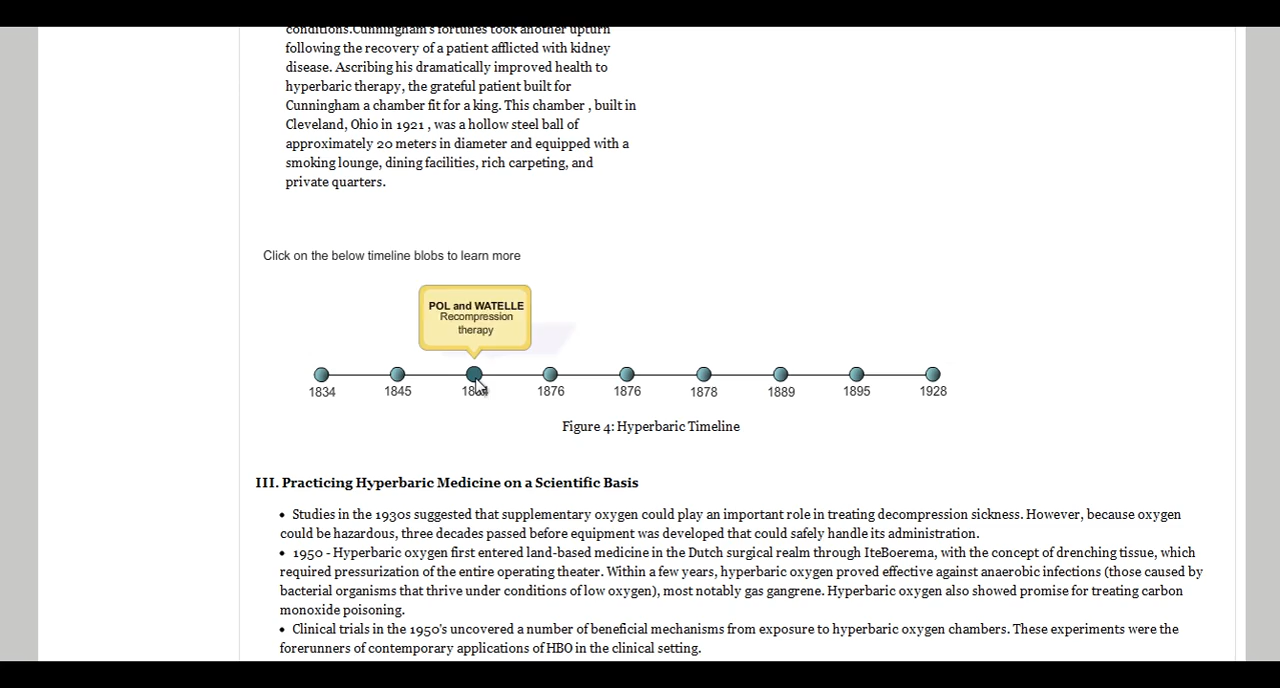 conditions.Cunningham's fortunes took another upturn
following the recovery of a patient afflicted with kidney
disease. Ascribing his dramatically improved health to
hyperbaric therapy, the grateful patient built for
Cunningham a chamber fit for a king. This chamber , built in
Cleveland, Ohio in 1921 , was a hollow steel ball of
approximately 20 meters in diameter and equipped with a
smoking lounge, dining facilities, rich carpeting, and
private quarters.
Click on the below timeline blobs to learn more
POL and WATELLE
Recompression
therapy
1834 1845 1876 1876 1878 1889 1895 1928
Figure 4: Hyperbaric Timeline
III. Practicing Hyperbaric Medicine on a Scientific Basis
• Studies in the 1930s suggested that supplementary oxygen could play an important role in treating decompression sickness. However, because oxygen
could be hazardous, three decades passed before equipment was developed that could safely handle its administration.
• 1950 - Hyperbaric oxygen first entered land-based medicine in the Dutch surgical realm through IteBoerema, with the concept of drenching tissue, which
required pressurization of the entire operating theater. Within a few years, hyperbaric oxygen proved effective against anaerobic infections (those caused by
bacterial organisms that thrive under conditions of low oxygen), most notably gas gangrene. Hyperbaric oxygen also showed promise for treating carbon
monoxide poisoning.
• Clinical trials in the 1950's uncovered a number of beneficial mechanisms from exposure to hyperbaric oxygen chambers. These experiments were the
forerunners of contemporary applications of HBO in the clinical setting.